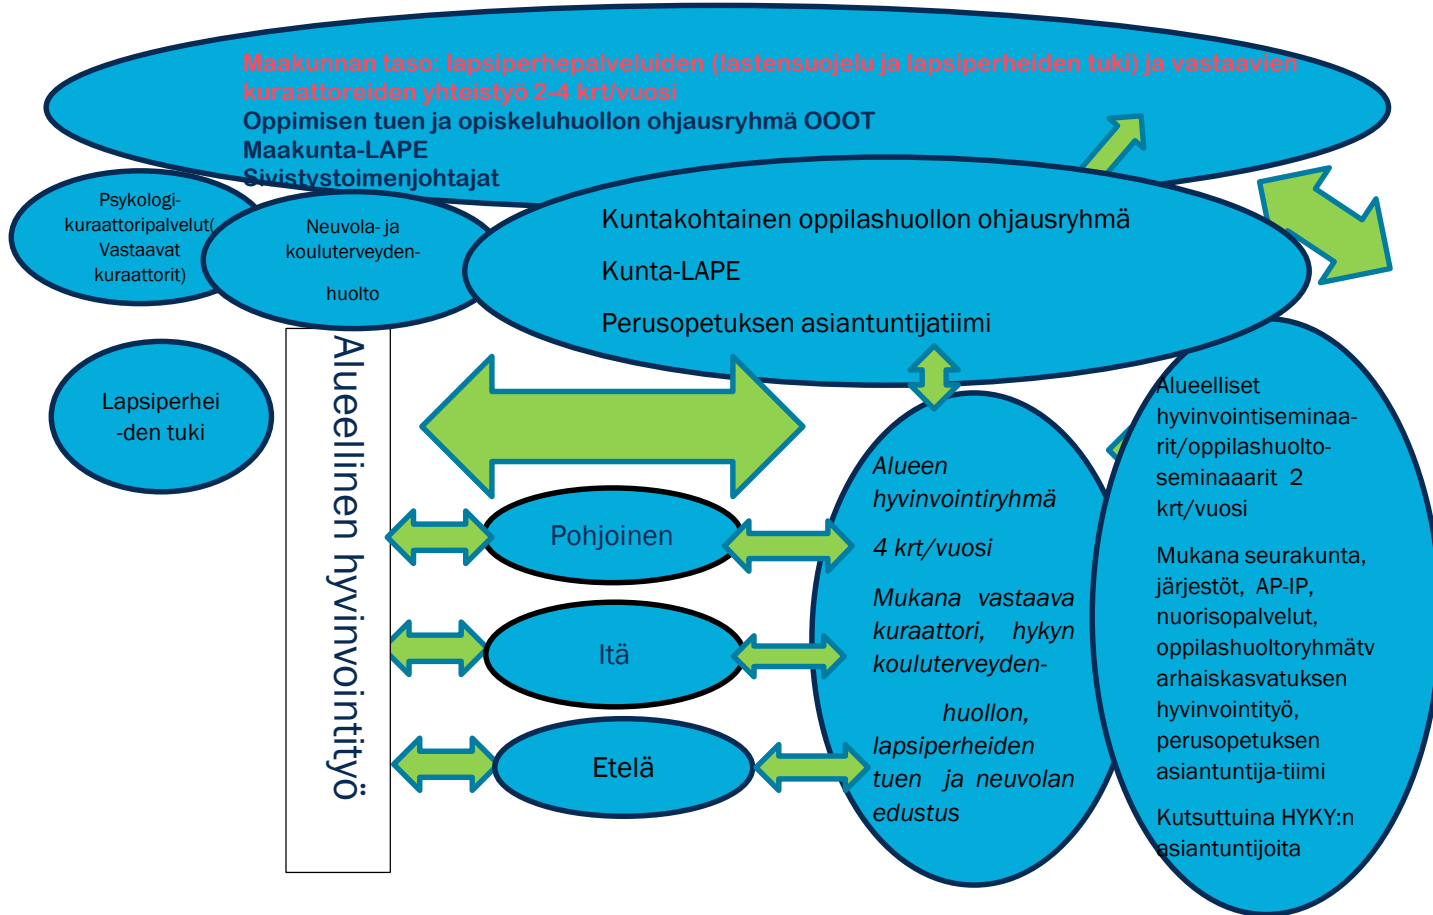 Maakunnan taso: lapsiperhepalveluiden (lastensuojelu ja lapsiperheiden tuki) ja vastaavien
kuraattoreiden yhteistyö 2-4 krt/vuosi
Oppimisen tuen ja opiskeluhuollon ohjausryhmä OOOT
Maakunta-LAPE
Sivistystoimenjohtajat
Psykologi-
kuraattoripalvelut(
Vastaavat
kuraattorit)
Neuvola- ja
kouluterveyden-
huolto
Kuntakohtainen oppilashuollon ohjausryhmä
Kunta-LAPE
Perusopetuksen asiantuntijatiimi
Lapsiperhei
-den tuki
Alueellinen hyvinvointityö
Pohjoinen
Itä
Etelä
Alueen
hyvinvointiryhmä
4 krt/vuosi
Mukana vastaava
kuraattori, hykyn
kouluterveyden-
huollon,
lapsiperheiden
tuen ja neuvolan
edustus
Alueelliset
hyvinvointiseminaa-
rit/oppilashuolto-
seminaaarit 2
krt/vuosi
Mukana seurakunta,
järjestöt, AP-IP,
nuorisopalvelut,
oppilashuoltoryhmätv
arhaiskasvatuksen
hyvinvointityö,
perusopetuksen
asiantuntija-tiimi
Kutsuttuina HYKY:n
asiantuntijoita